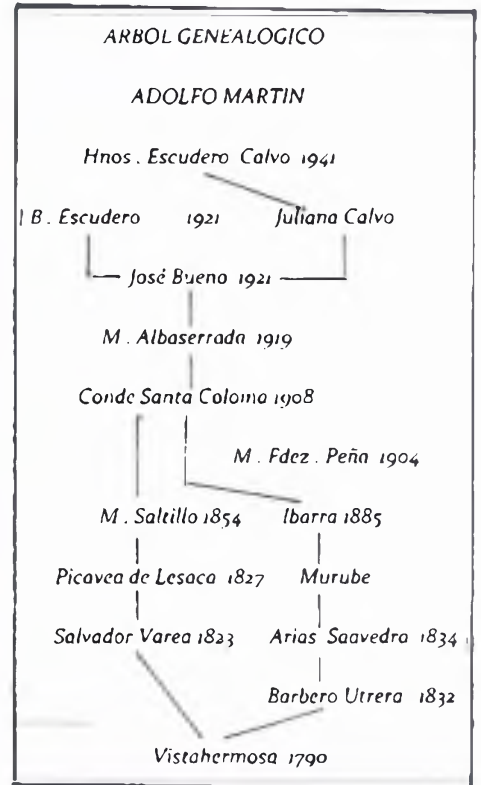 ARBOL GENEALOGICO
ADOLFO MARTIN
Hnos. Escudero Calvo 1941
B. Escudero 1921 Juliana Calvo
José Bueno 1921
M. Albaserrada 1919
Conde Santa Coloma 1908
M. Fdez. Peña 1904
M. Saltillo 1854 Ibarra 1885
Picavea de Lesaca 1827 Murube
Salvador Varea 1823 Arias Saavedra 1834
Barbero Utrera 1832
Vistahermosa 1790